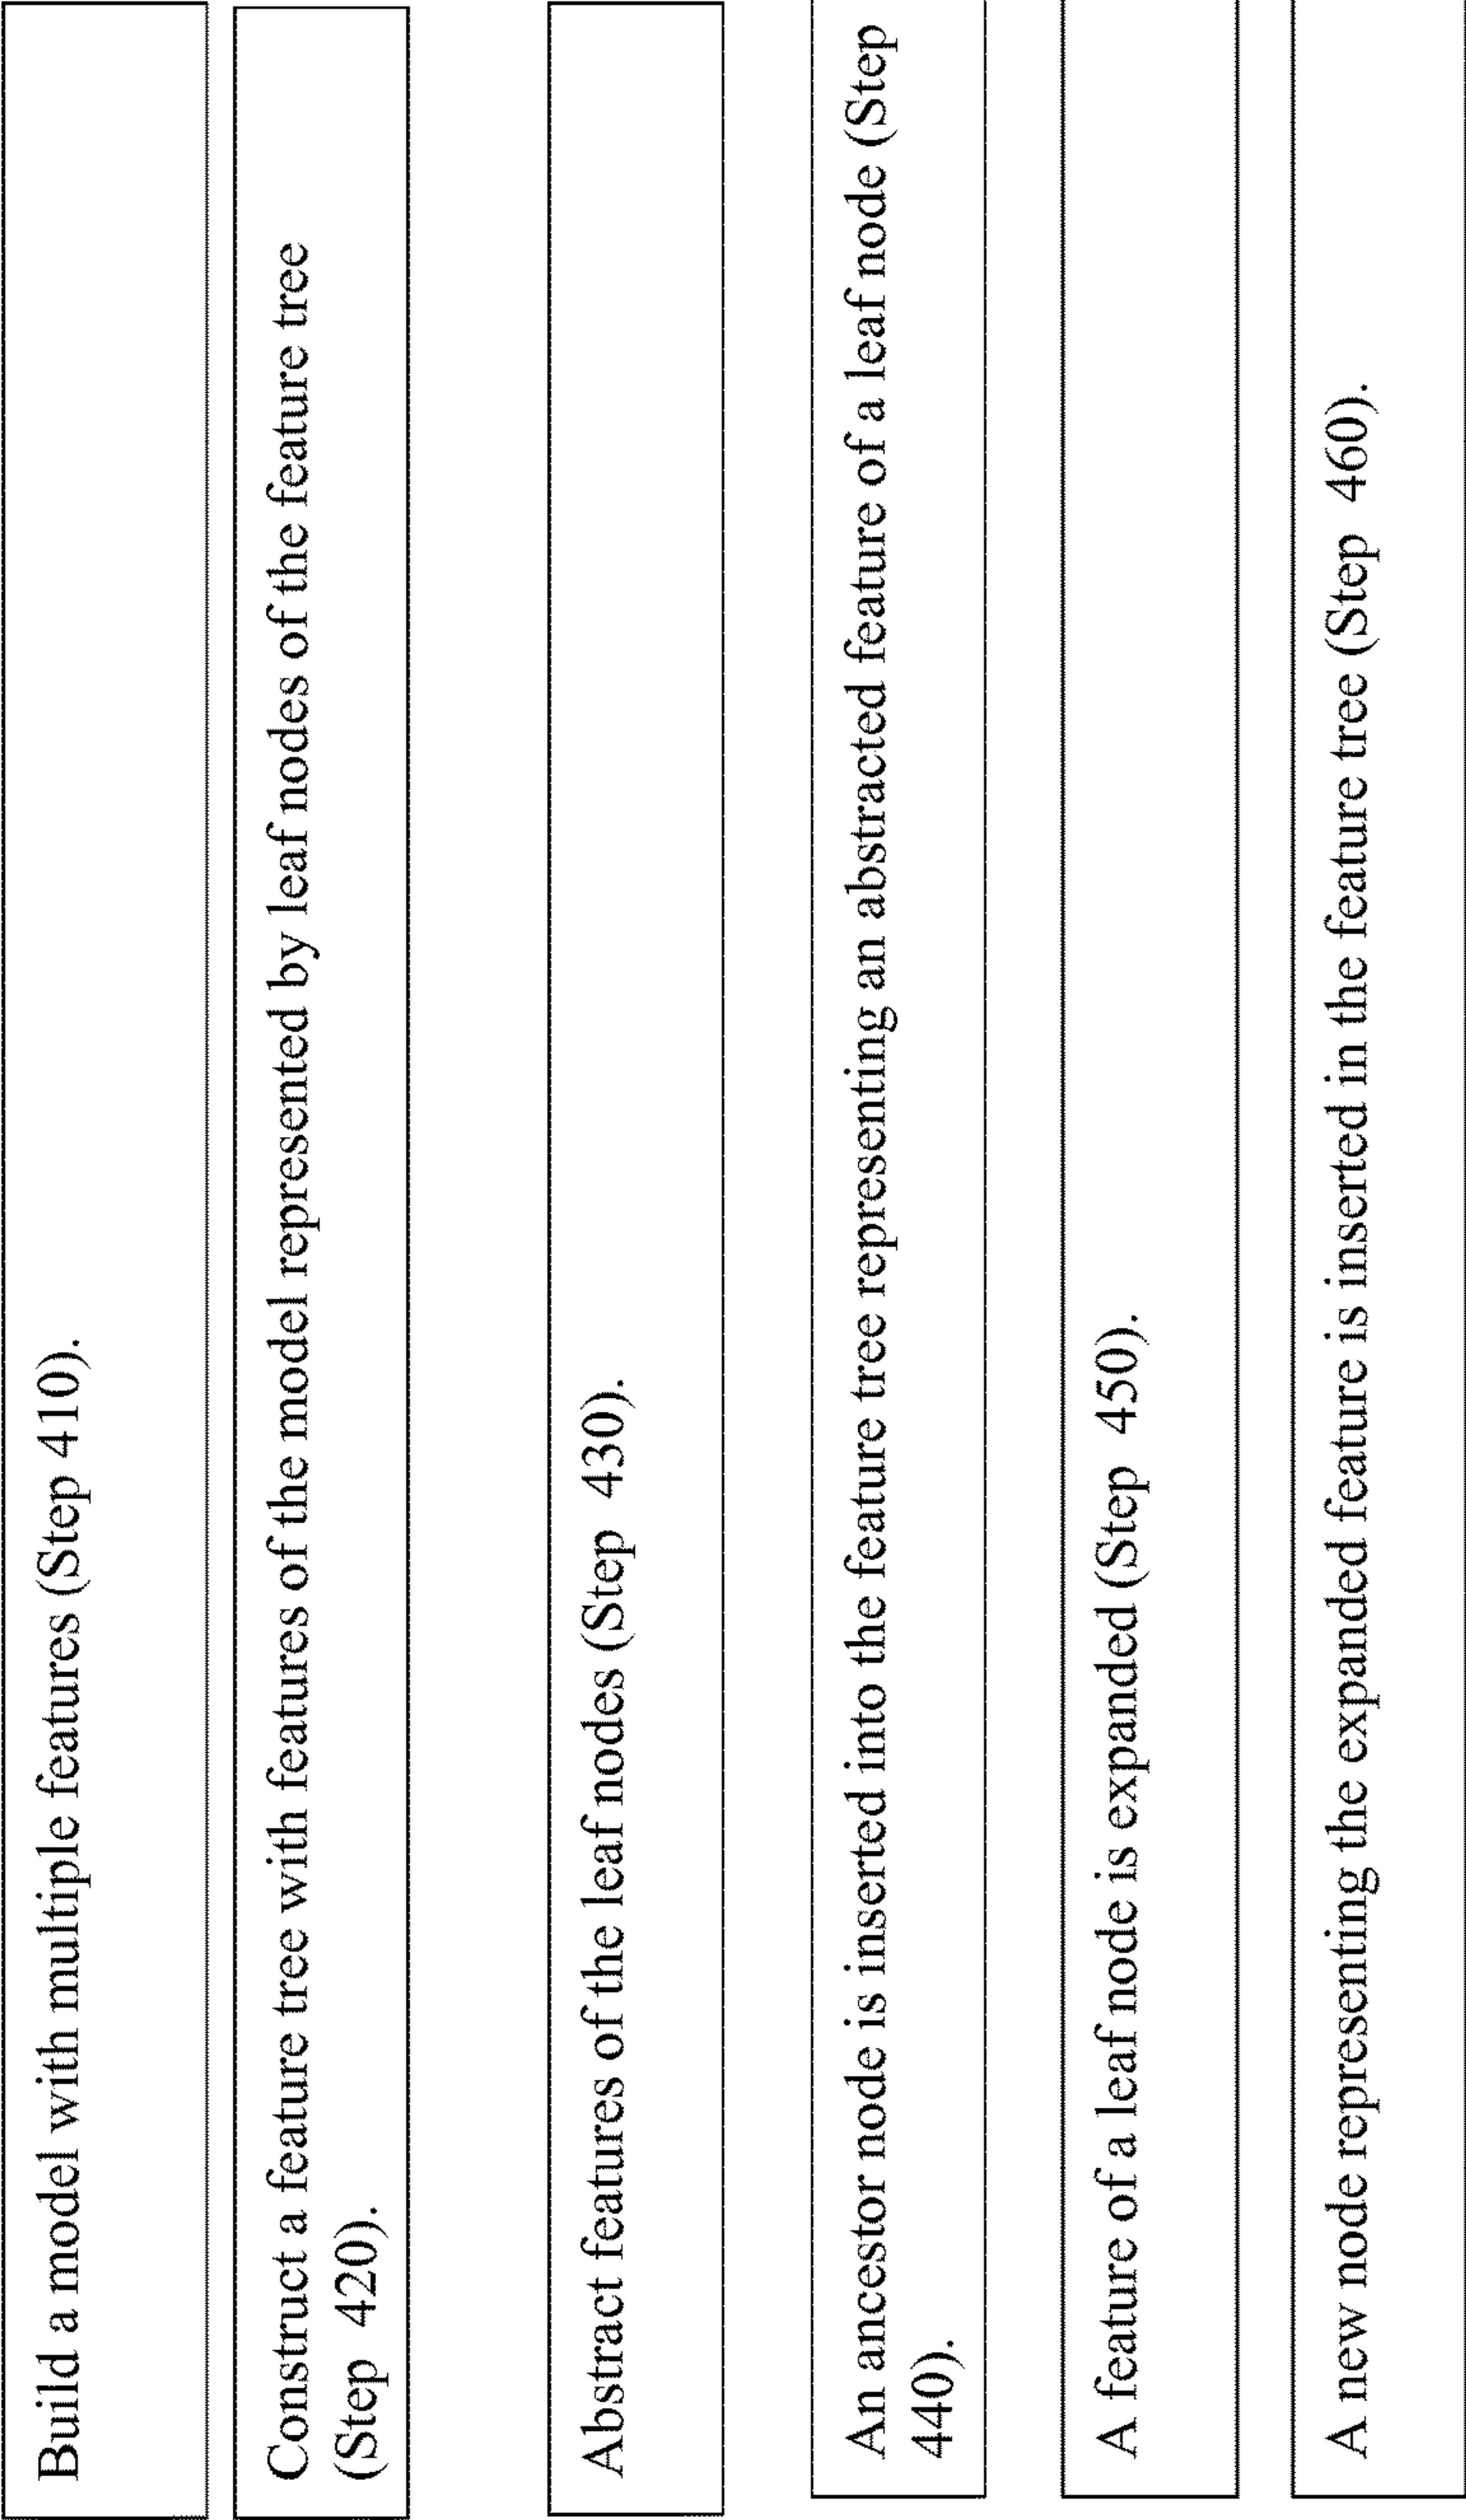 Build a model with multiple features (Step 410).
Construct a feature tree with features of the model represented by leaf nodes of the feature tree
(Step 420).
Abstract features of the leaf nodes (Step 430).
An ancestor node is inserted into the feature tree representing an abstracted feature of a leaf node (Step
440).
A feature of a leaf node is expanded (Step 450).
A new node representing the expanded feature is inserted in the feature tree (Step 460).